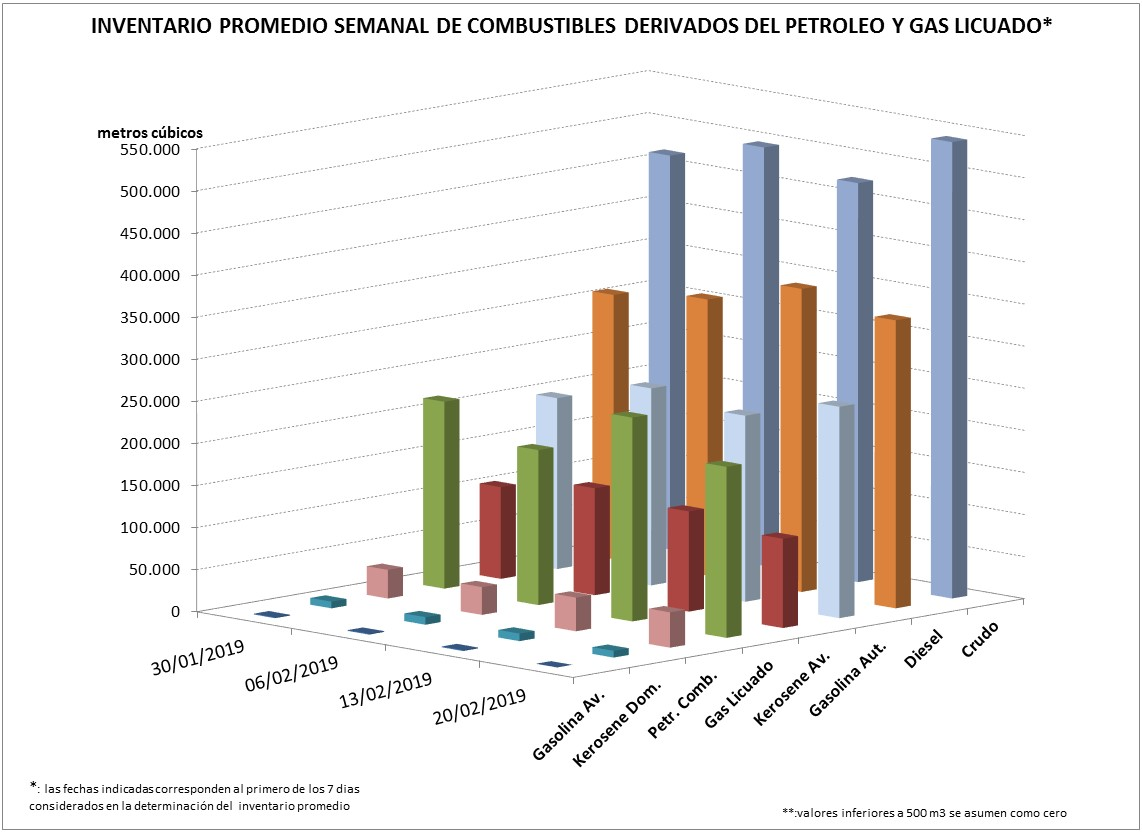 INVENTARIO PROMEDIO SEMANAL DE COMBUSTIBLES DERIVADOS DEL PETROLEO Y GAS LICUADO*
metros cúbicos
550.000
500.000
450.000
400.000
350.000
300.000
250.000
200.000
150.000
100.000
50.000
0
30/01/2019
06/02/2019
13/02/2019
20/02/2019
Gasolina Av.
Kerosene Dom.
Petr. Comb.
Gas Licuado
Kerosene Av.
Gasolina Aut.
Diesel
Crudo
*: las fechas indicadas corresponden al primero de los 7 dias
considerados en la determinación del inventario promedio
**:valores inferiores a 500 m3 se asumen como cero